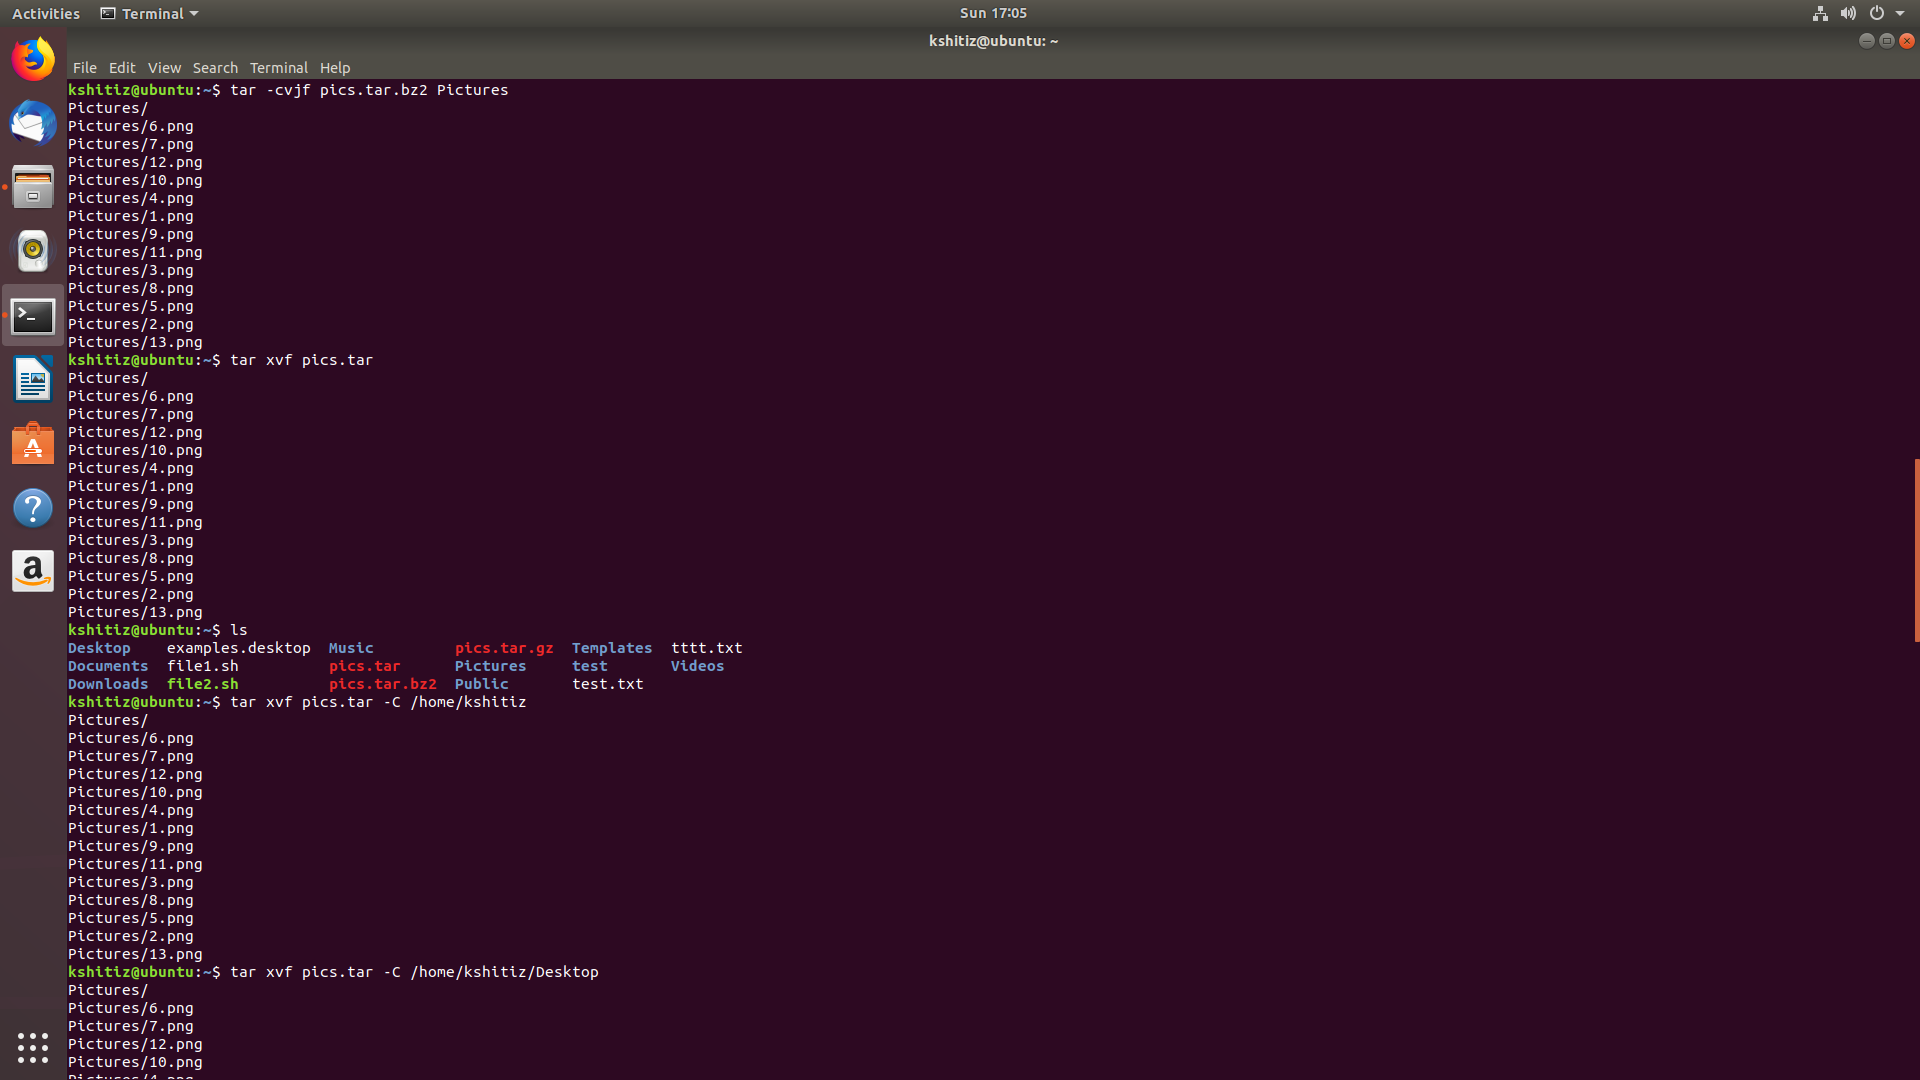 Activities Terminal Sun 17:05
kshitiz@ubuntu: ~
File Edit View Search Terminal Help
kshitiz@ubuntu:~$ tar -cvjf pics.tar.bz2 Pictures
Pictures/
Pictures/6.png
Pictures/7.png
Pictures/12.png
Pictures/10.png
Pictures/4.png
Pictures/1.png
Pictures/9.png
Pictures/11.png
Pictures/3.png
Pictures/8.png
Pictures/5.png
Pictures/2.png
Pictures/13.png
kshitiz@ubuntu:~$ tar xvf pics.tar
Pictures/
Pictures/6.png
Pictures/7.png
Pictures/12.png
Pictures/10.png
Pictures/4.png
Pictures/1.png
Pictures/9.png
Pictures/11.png
Pictures/3.png
Pictures/8.png
Pictures/5.png
Pictures/2.png
Pictures/13.png
kshitiz@ubuntu:~$ ls
Desktop examples.desktop Music pics.tar.gz Templates tttt.txt
Documents file1.sh pics.tar Pictures test Videos
Downloads file2.sh pics.tar.bz2 Public test.txt
kshitiz@ubuntu:~$ tar xvf pics.tar -C /home/kshitiz
Pictures/
Pictures/6.png
Pictures/7.png
Pictures/12.png
Pictures/10.png
Pictures/4.png
Pictures/1.png
Pictures/9.png
Pictures/11.png
Pictures/3.png
Pictures/8.png
Pictures/5.png
Pictures/2.png
Pictures/13.png
kshitiz@ubuntu:~$ tar xvf pics.tar -C /home/kshitiz/Desktop
Pictures/
Pictures/6.png
Pictures/7.png
Pictures/12.png
Pictures/10.png
Pictures/4.png